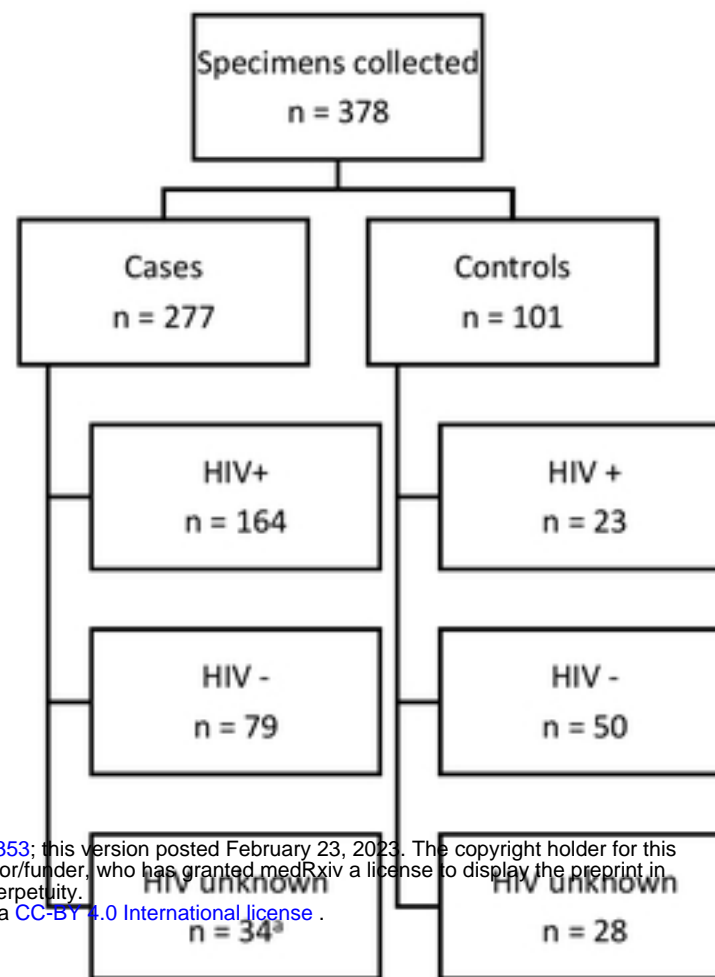 Specimens collected
n = 378
Cases
n = 277
Controls
n = 101
HIV+
n = 164
HIV +
n = 23
HIV -
n = 79
HIV -
n = 50
353; this version posted February 23, 2023. The copyright holder for this
or/funder, who has granted medRxiv a license to display the preprint in
erpetuity.
a CC-BY 4.0 International license .
HIV unknown
n = 34ᵃ
HIV unknown
n = 28